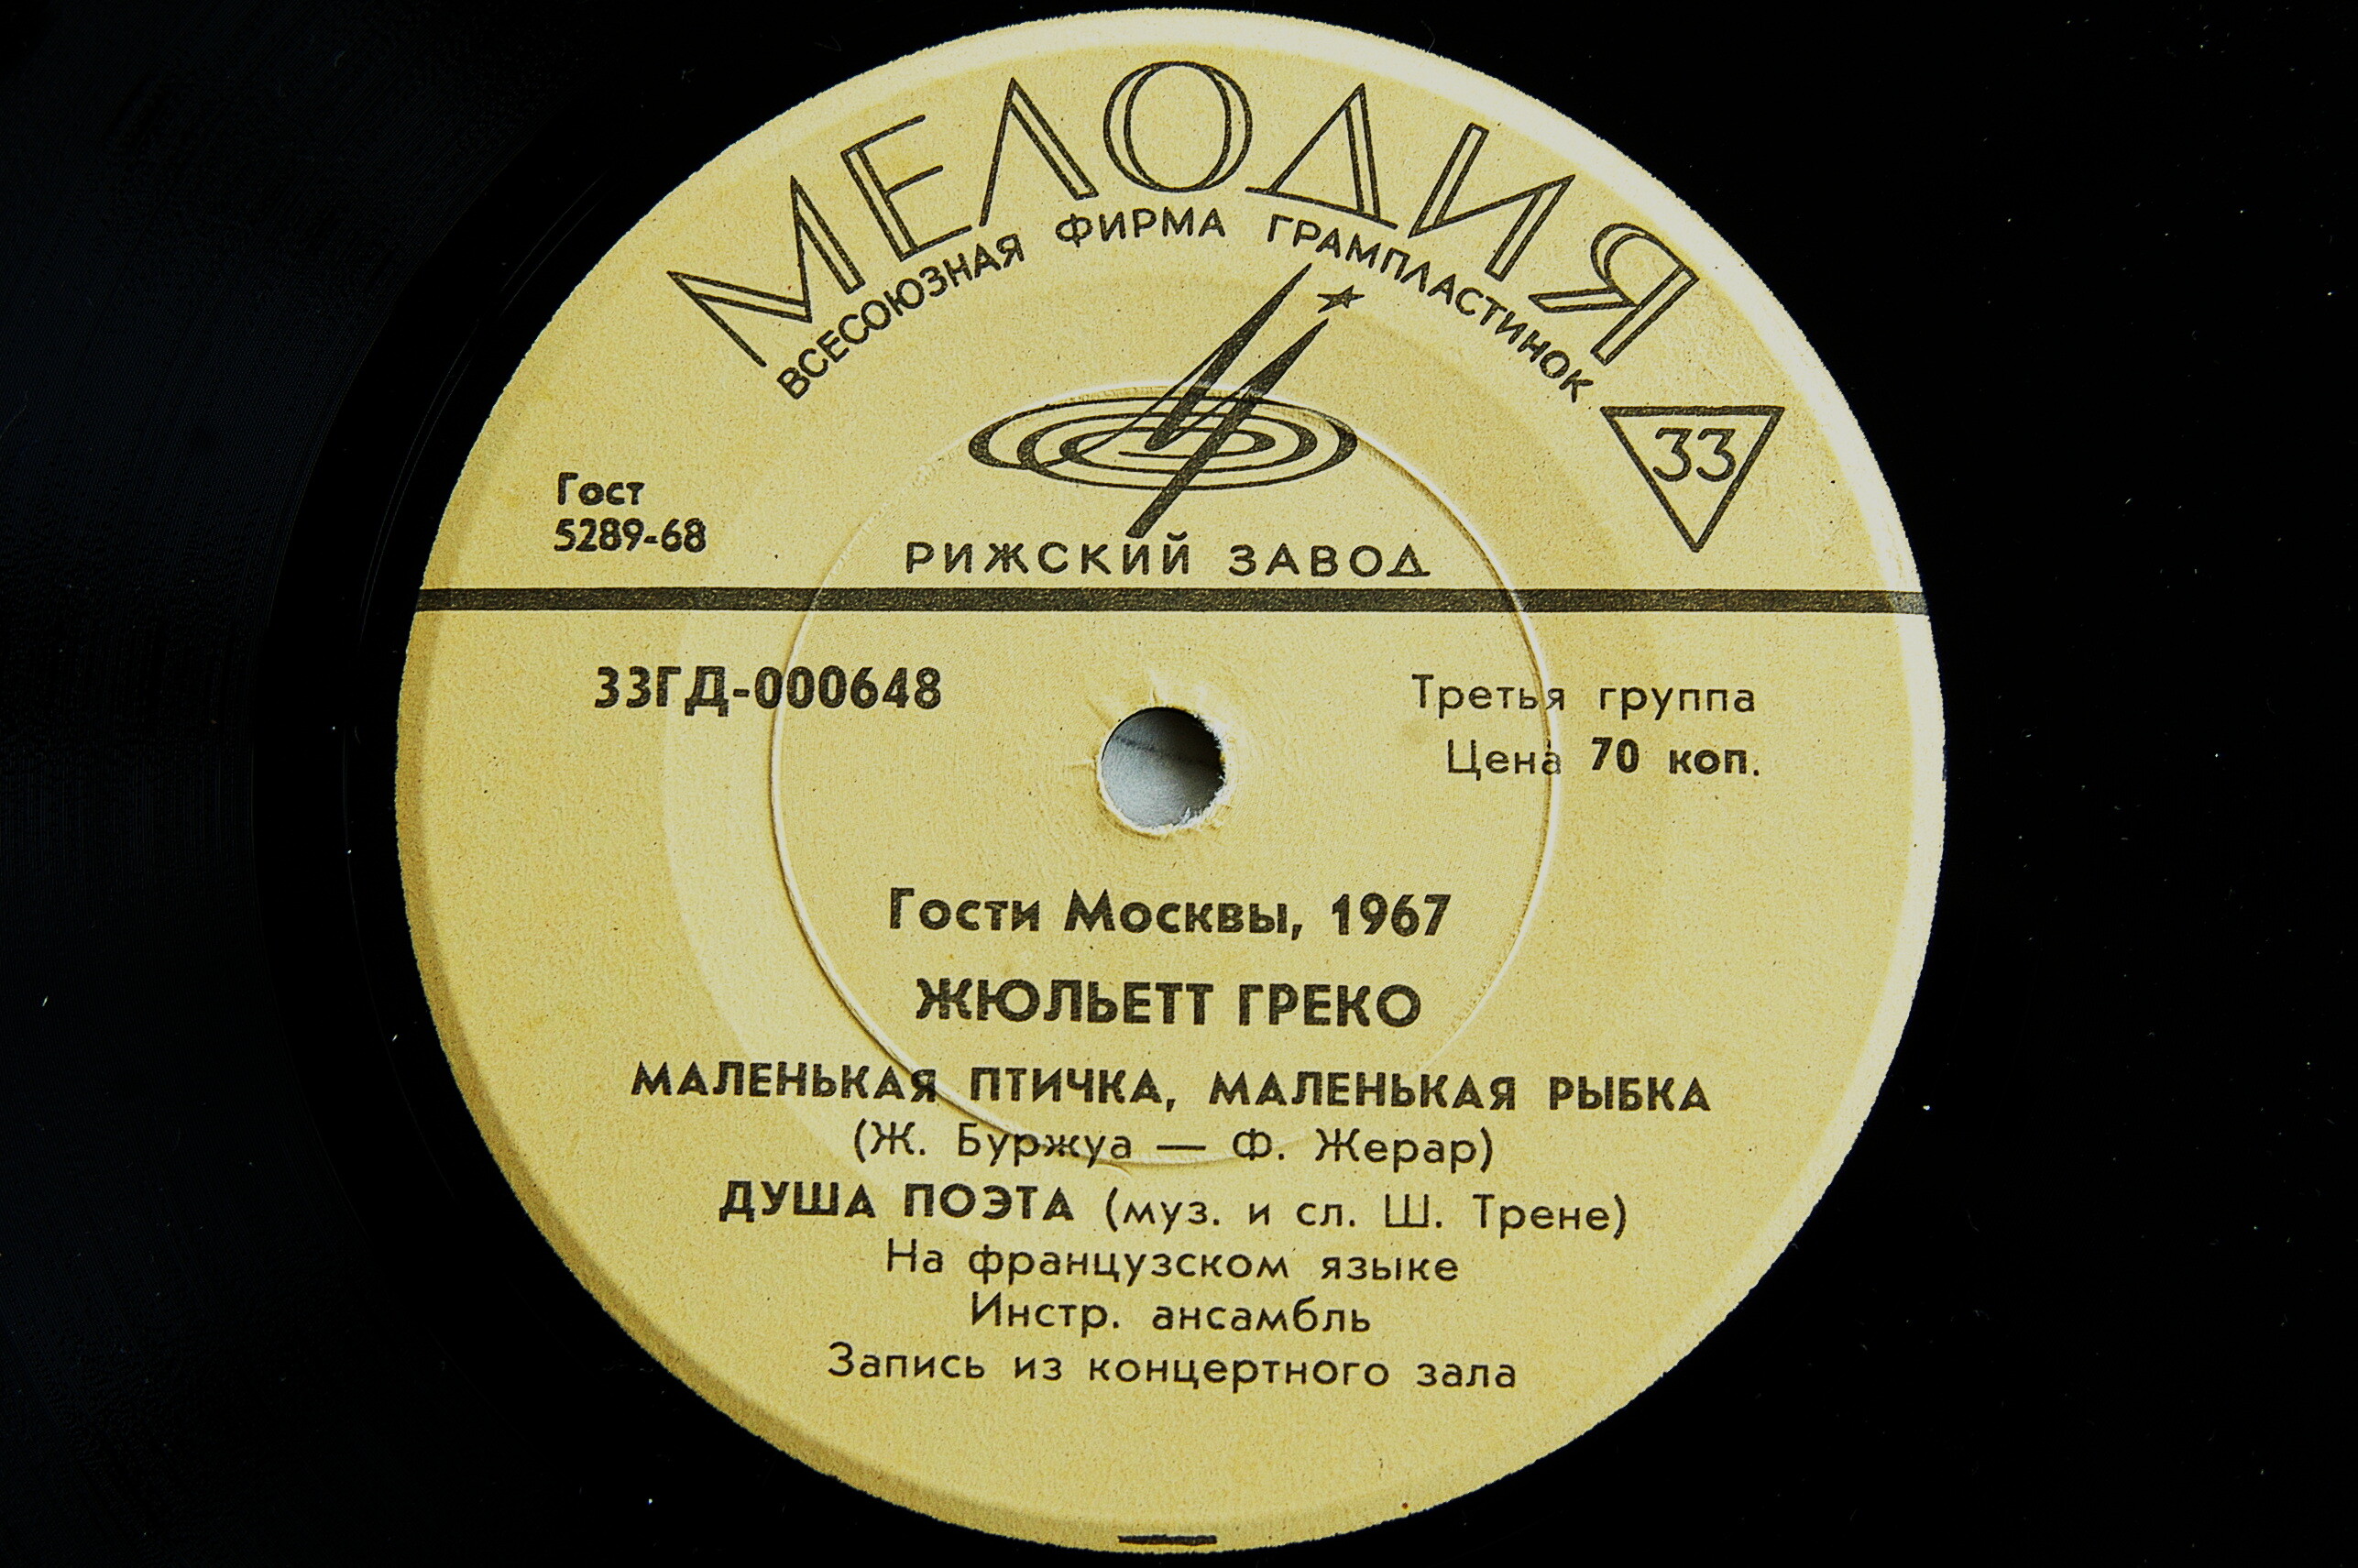 МЕЛОДИЯ
ВСЕСОЮЗНАЯ ФИРМА ГРАМПЛАСТИНОК
33
Гост
5289-68
РИЖСКИЙ ЗАВОД
33ГД-000648
Третья группа
Цена 70 коп.
Гости Москвы, 1967
ЖЮЛЬЕТТ ГРЕКО
МАЛЕНЬКАЯ ПТИЧКА, МАЛЕНЬКАЯ РЫБКА
(Ж. Буржуа — Ф. Жерар)
ДУША ПОЭТА (муз. и сл. Ш. Трене)
На французском языке
Инстр. ансамбль
Запись из концертного зала